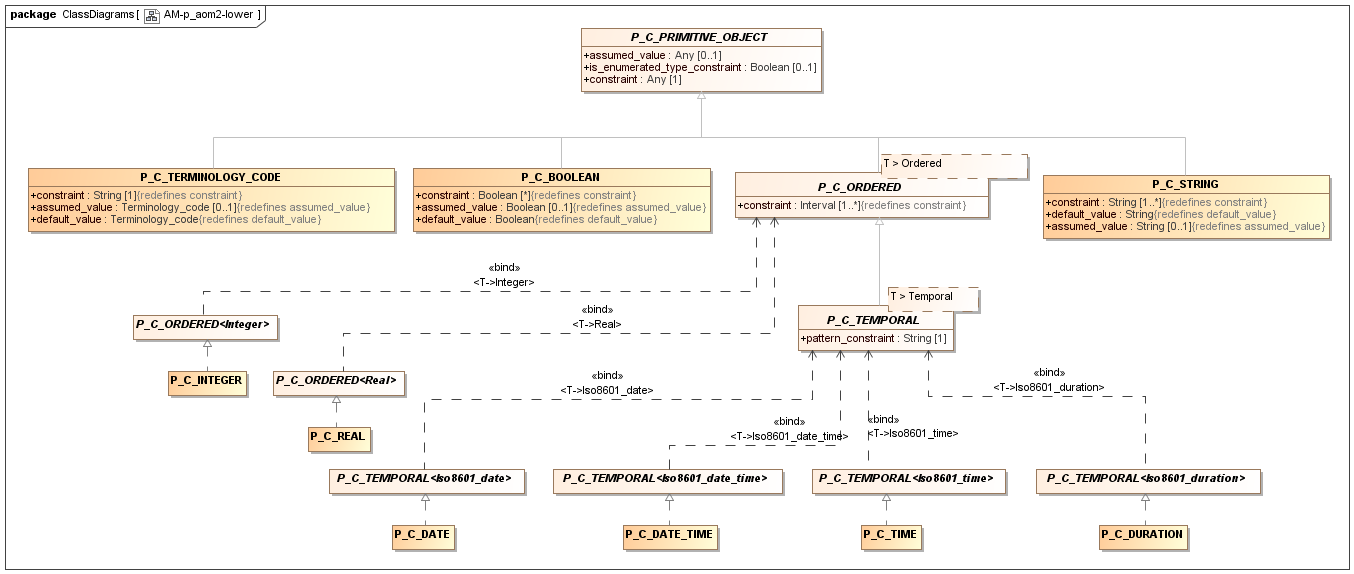 package ClassDiagrams [ AM-p_aom2-lower ]
P_C_PRIMITIVE_OBJECT
+assumed_value : Any [0..1]
+is_enumerated_type_constraint : Boolean [0..1]
+constraint : Any [1]
P_C_TERMINOLOGY_CODE
+constraint : String [1]{redefines constraint}
+assumed_value : Terminology_code [0..1]{redefines assumed_value}
+default_value : Terminology_code{redefines default_value}
P_C_BOOLEAN
+constraint : Boolean [*]{redefines constraint}
+assumed_value : Boolean [0..1]{redefines assumed_value}
+default_value : Boolean{redefines default_value}
T > Ordered
P_C_ORDERED
+constraint : Interval [1..*]{redefines constraint}
P_C_STRING
+constraint : String [1..*]{redefines constraint}
+default_value : String{redefines default_value}
+assumed_value : String [0..1]{redefines assumed_value}
«bind»
<T->Integer>
«bind»
<T->Real>
T > Temporal
P_C_TEMPORAL
+pattern_constraint : String [1]
P_C_ORDERED<Integer>
P_C_INTEGER
P_C_ORDERED<Real>
P_C_REAL
«bind»
<T->Iso8601_date>
«bind»
<T->Iso8601_date_time>
«bind»
<T->Iso8601_time>
«bind»
<T->Iso8601_duration>
P_C_TEMPORAL<Iso8601_date>
P_C_TEMPORAL<Iso8601_date_time>
P_C_TEMPORAL<Iso8601_time>
P_C_TEMPORAL<Iso8601_duration>
P_C_DATE
P_C_DATE_TIME
P_C_TIME
P_C_DURATION